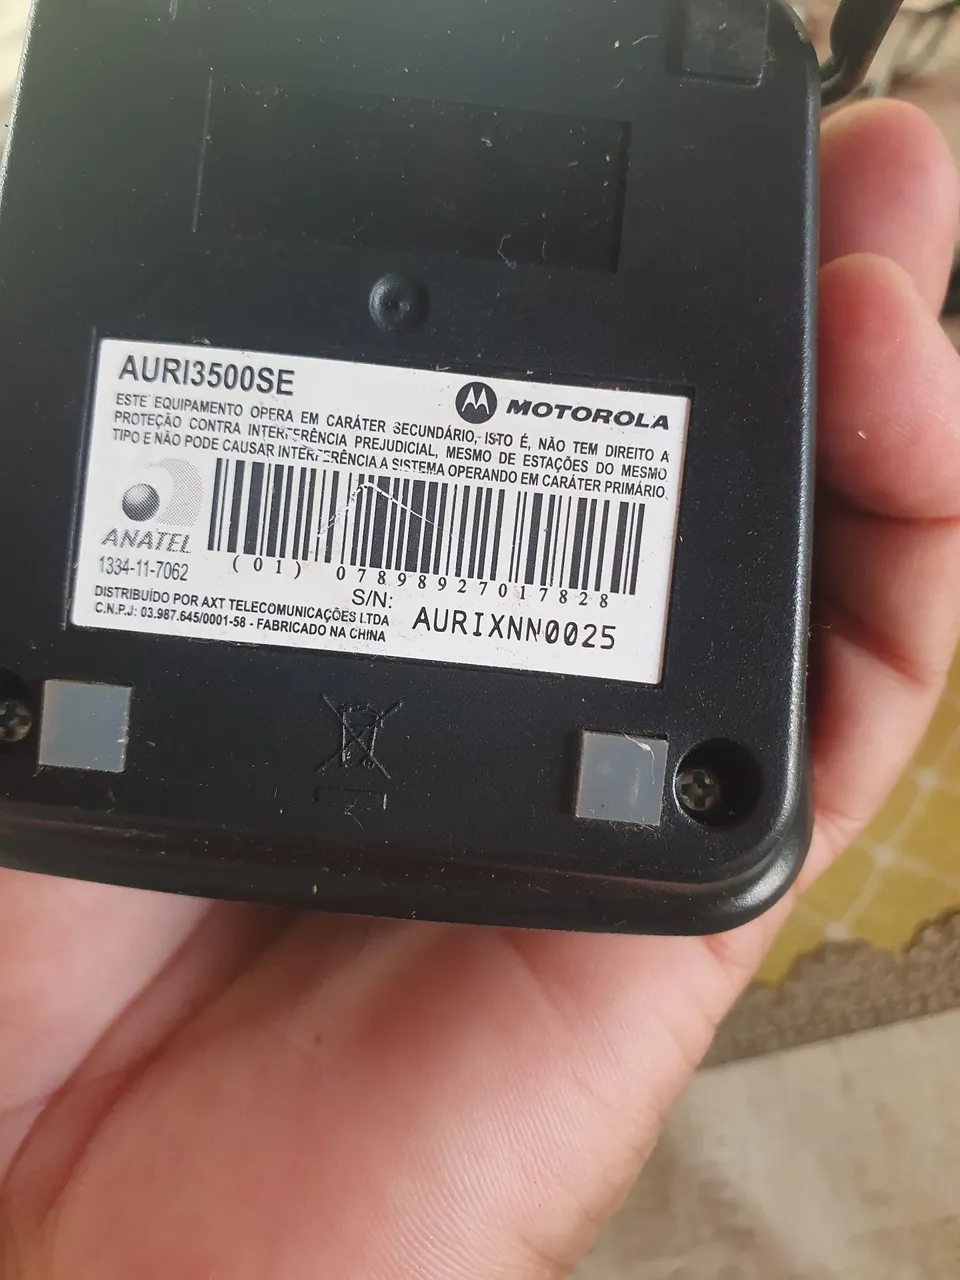 AURI3500SE
MOTOROLA
ESTE EQUIPAMENTO OPERA EM CARÁTER SECUNDÁRIO, ISTO É, NÃO TEM DIREITO A
PROTEÇÃO CONTRA INTERFERÊNCIA PREJUDICIAL, MESMO DE ESTAÇÕES DO MESMO
TIPO E NÃO PODE CAUSAR INTERFERÊNCIA A SISTEMA OPERANDO EM CARÁTER PRIMÁRIO.
ANATEL
1334-11-7062
(01) 07898927017828
S/N: AURIXNN0025
DISTRIBUÍDO POR AXT TELECOMUNICAÇÕES LTDA
C.N.P.J: 03.987.645/0001-58 - FABRICADO NA CHINA